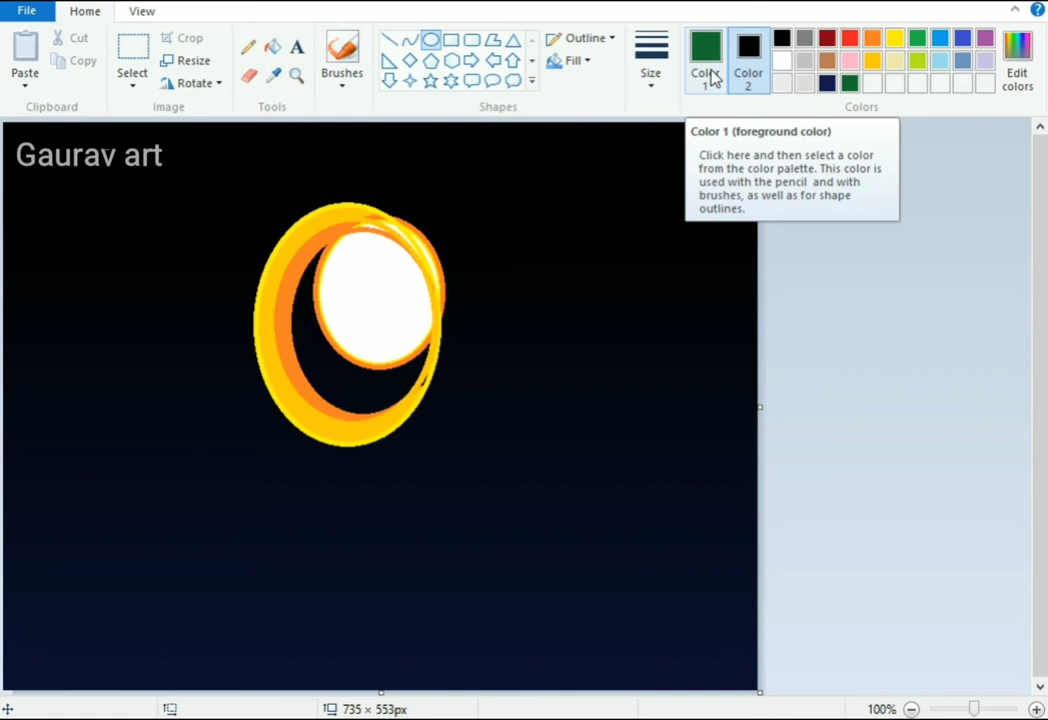 File Home View
Paste
Cut
Copy
Clipboard
Select
Crop
Resize
Rotate
Image
Tools
Brushes
Outline
Fill
Shapes
Size
Color 1
Color 2
Edit colors
Colors
Color 1 (foreground color)
Click here and then select a color
from the color palette. This color is
used with the pencil and with
brushes, as well as for shape
outlines.
Gaurav art
735 × 553px
100%